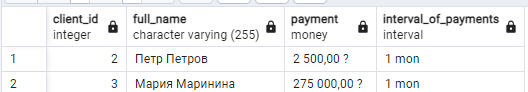 client_id full_name payment interval_of_payments
integer character varying (255) money interval
1 2 Петр Петров 2 500,00 ? 1 mon
2 3 Мария Маринина 275 000,00 ? 1 mon